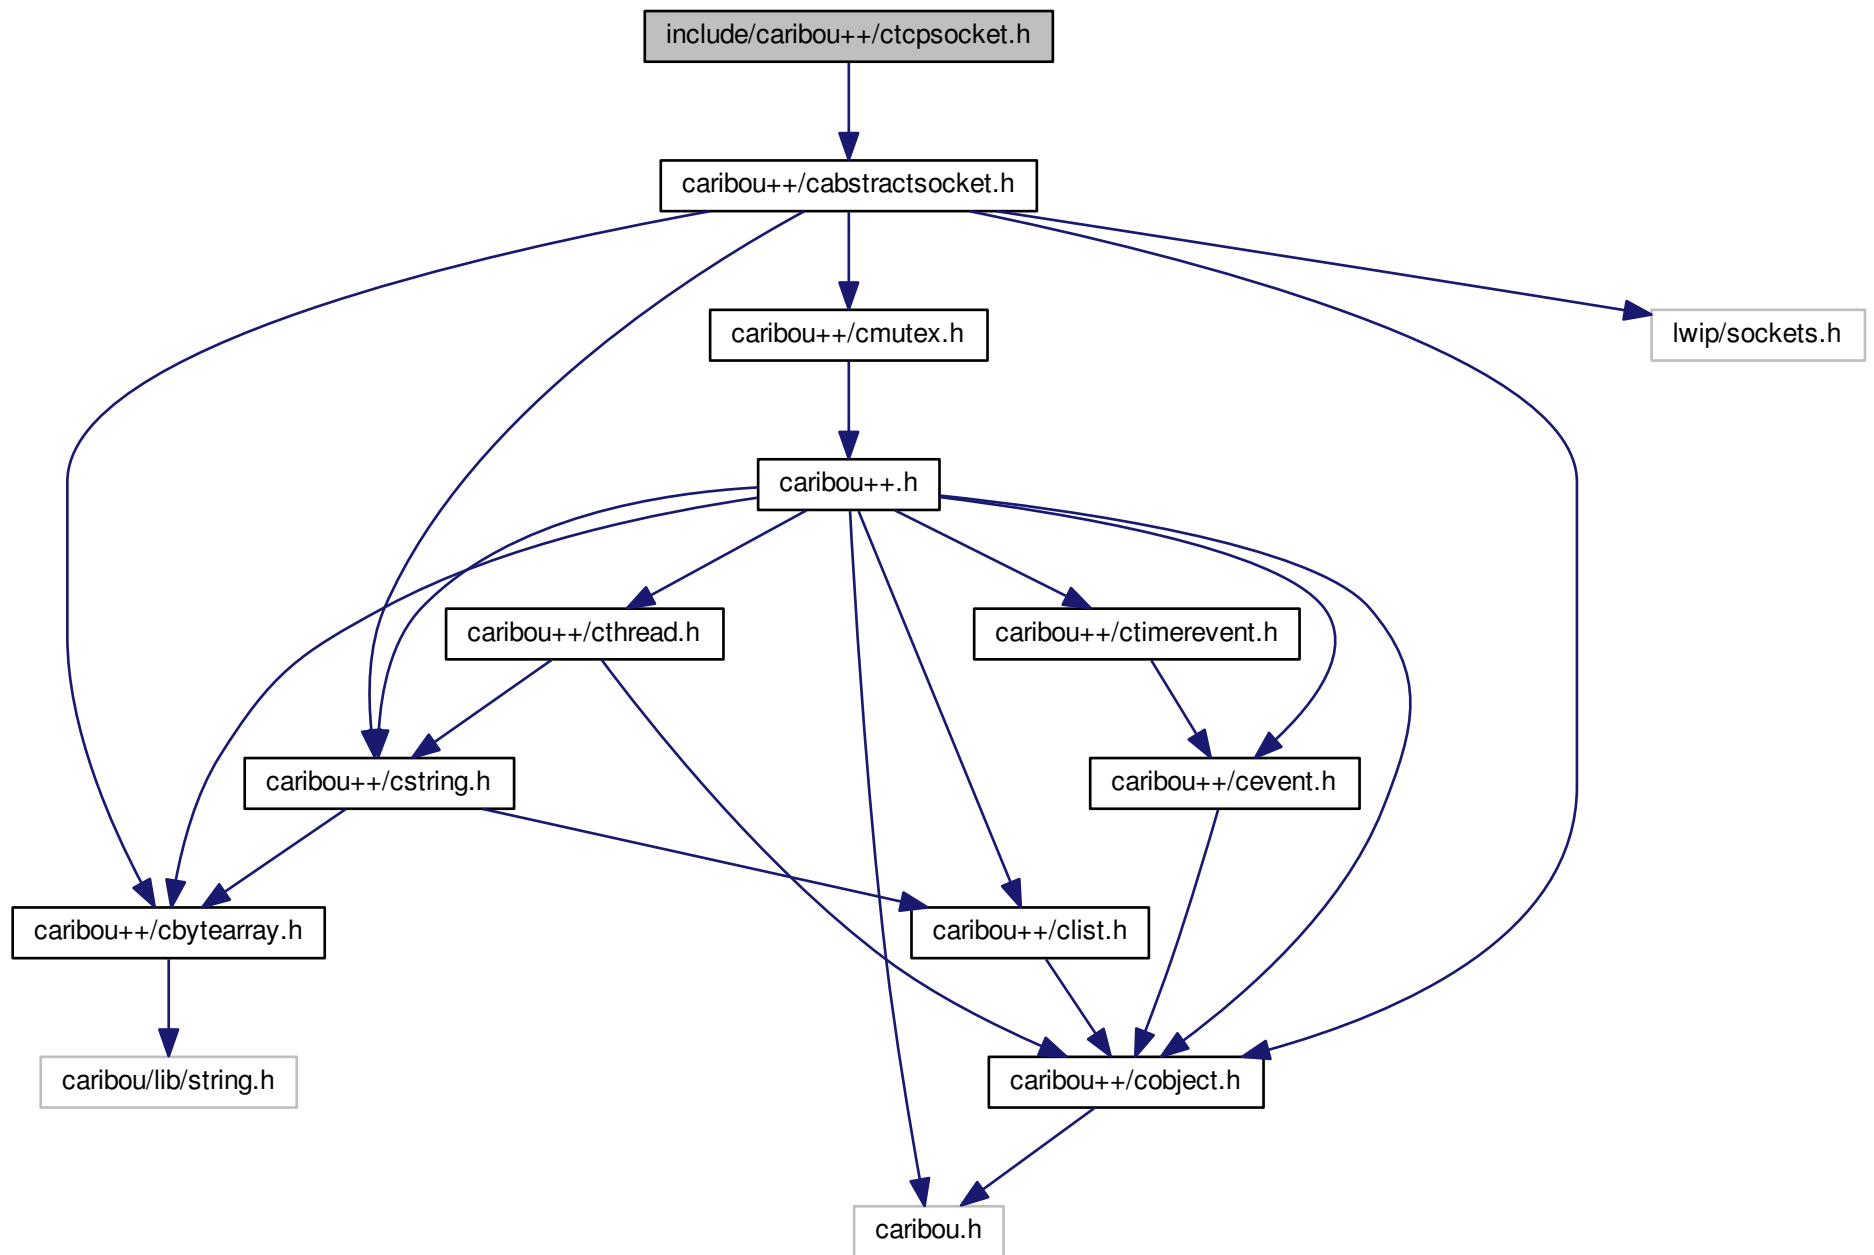 include/caribou++/ctcpsocket.h
caribou++/cabstractsocket.h
caribou++/cmutex.h
lwip/sockets.h
caribou++.h
caribou++/cthread.h
caribou++/ctimerevent.h
caribou++/cstring.h
caribou++/cevent.h
caribou++/cbytearray.h
caribou++/clist.h
caribou/lib/string.h
caribou++/cobject.h
caribou.h